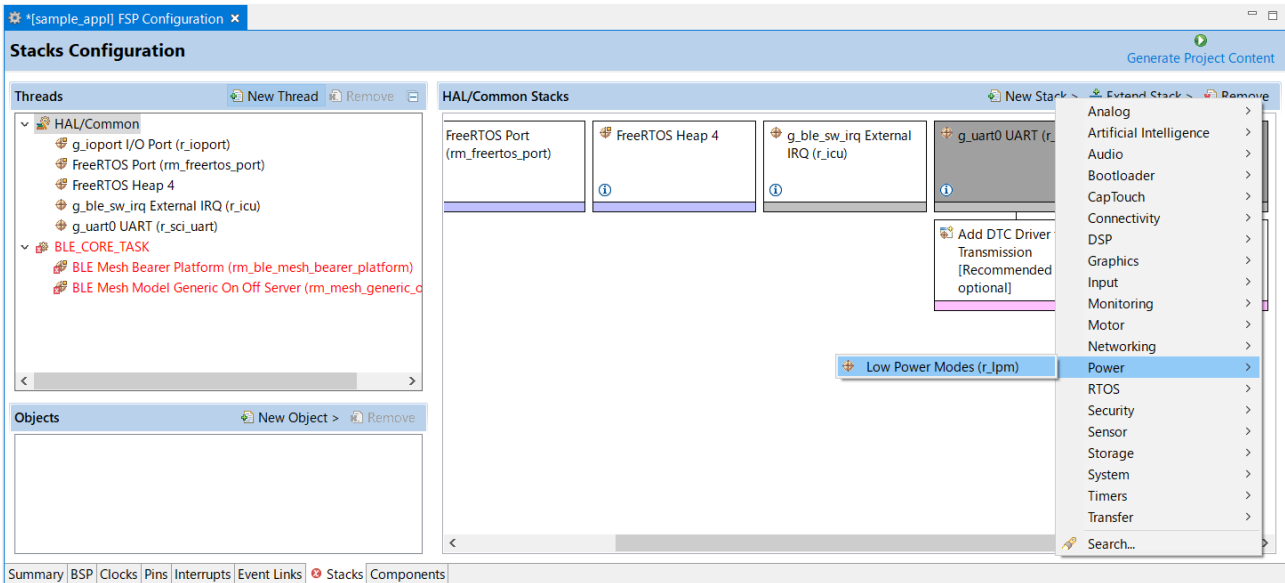 *[sample_appl] FSP Configuration
Stacks Configuration
Generate Project Content
Threads
New Thread
Remove
HAL/Common
g_ioport I/O Port (r_ioport)
FreeRTOS Port (rm_freertos_port)
FreeRTOS Heap 4
g_ble_sw_irq External IRQ (r_icu)
g_uart0 UART (r_sci_uart)
BLE_CORE_TASK
BLE Mesh Bearer Platform (rm_ble_mesh_bearer_platform)
BLE Mesh Model Generic On Off Server (rm_mesh_generic_o
Objects
New Object >
Remove
HAL/Common Stacks
New Stack >
Extend Stack >
Remove
FreeRTOS Port
(rm_freertos_port)
FreeRTOS Heap 4
g_ble_sw_irq External
IRQ (r_icu)
g_uart0 UART (r_
Add DTC Driver
Transmission
[Recommended
optional]
Low Power Modes (r_lpm)
Analog
Artificial Intelligence
Audio
Bootloader
CapTouch
Connectivity
DSP
Graphics
Input
Monitoring
Motor
Networking
Power
RTOS
Security
Sensor
Storage
System
Timers
Transfer
Search...
Summary BSP Clocks Pins Interrupts Event Links Stacks Components